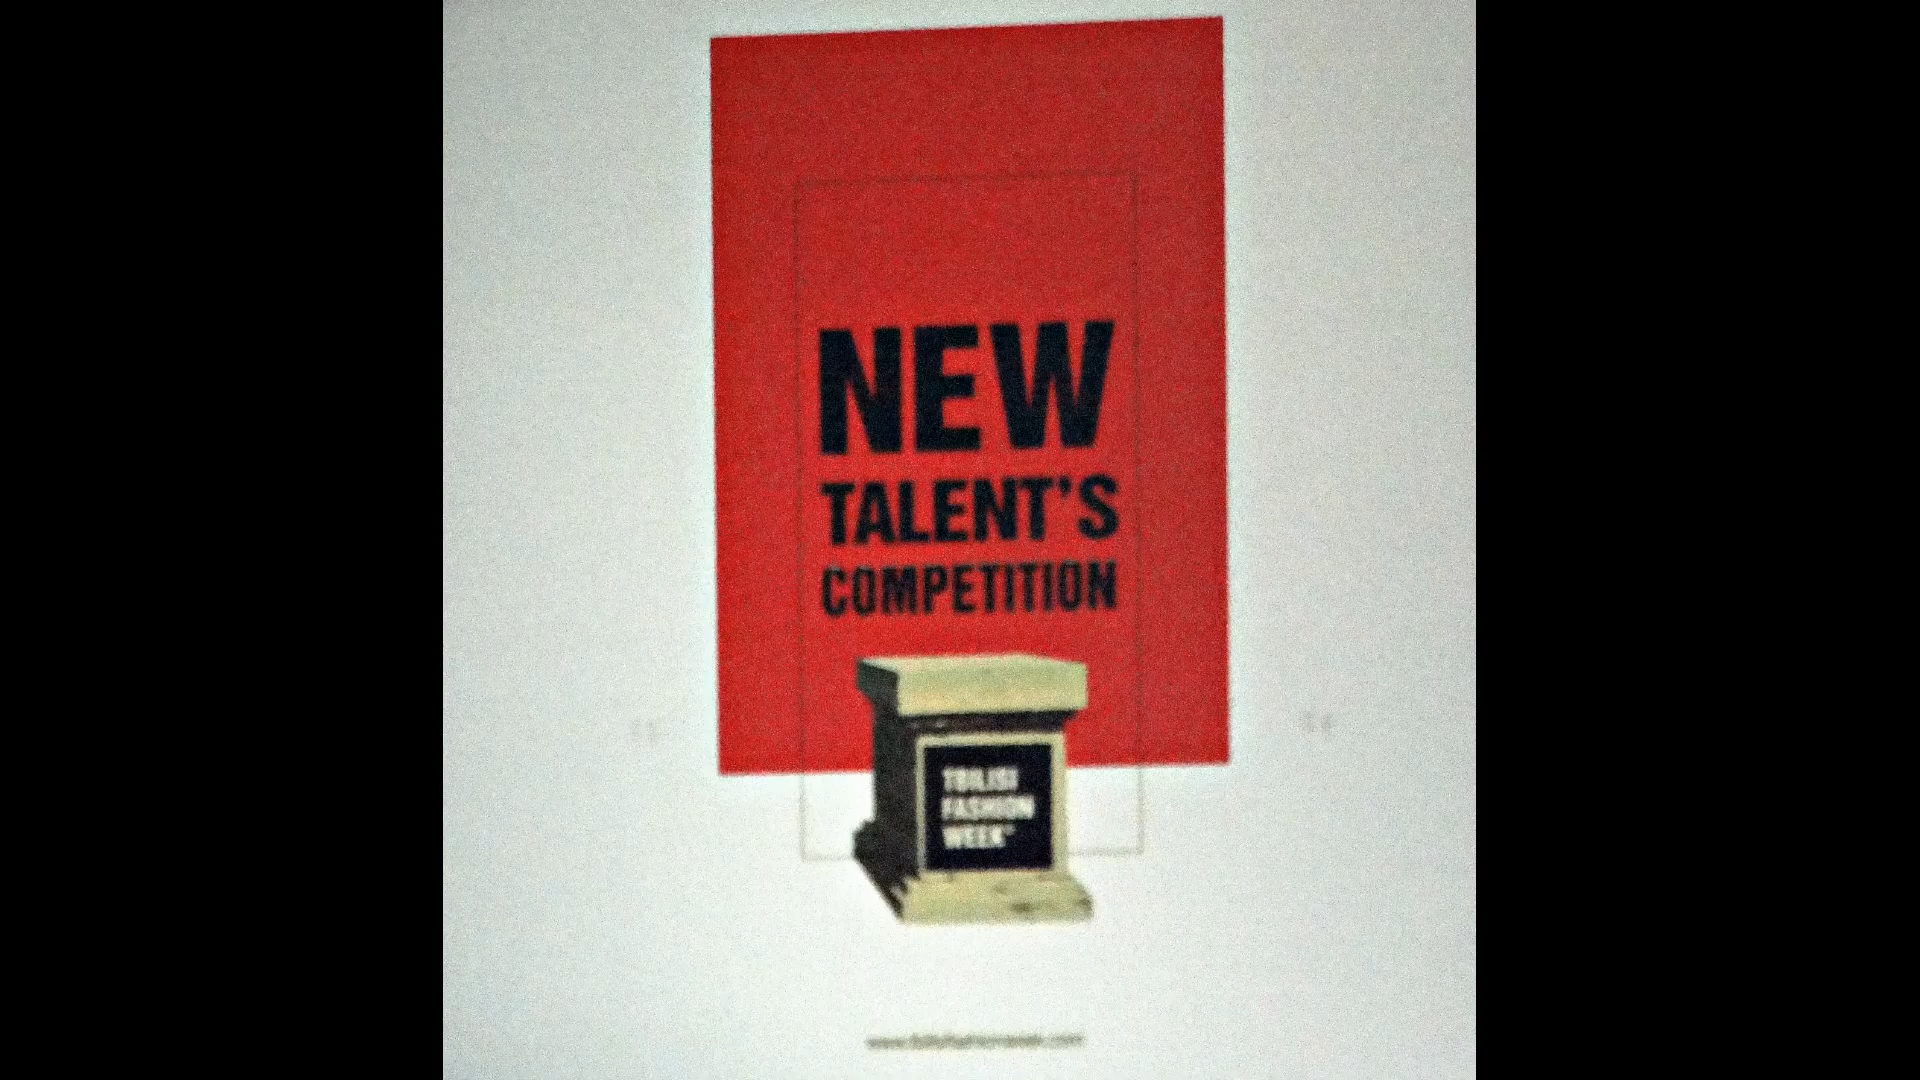 NEW
TALENT'S
COMPETITION
TBILISI
FASHION
WEEK